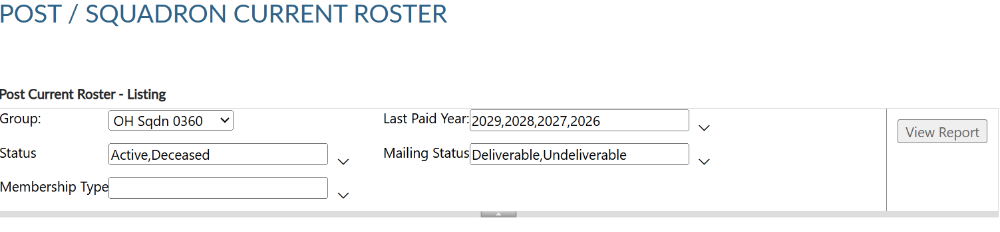 POST / SQUADRON CURRENT ROSTER
Post Current Roster - Listing
Group: OH Sqdn 0360 Last Paid Year: 2029,2028,2027,2026 View Report
Status Active,Deceased Mailing Status Deliverable,Undeliverable
Membership Type